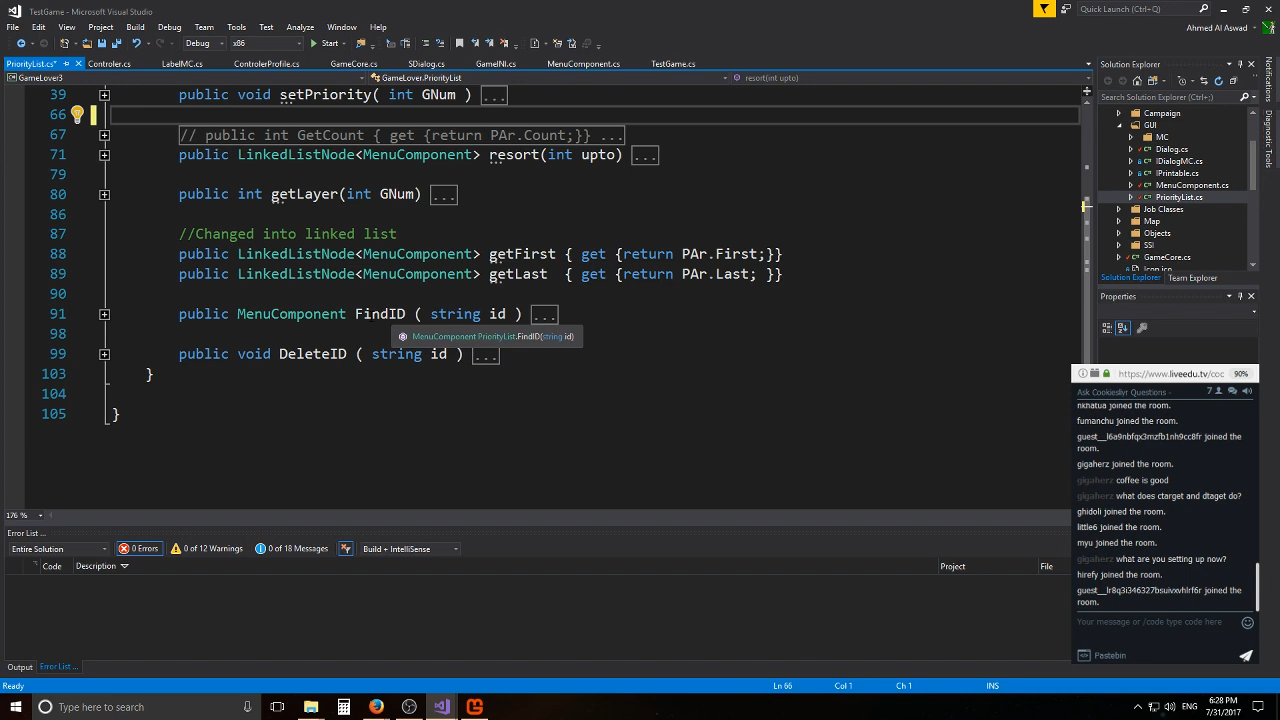 TestGame - Microsoft Visual Studio
Quick Launch (Ctrl+Q)
File Edit View Project Build Debug Team Tools Test Analyze Window Help
Ahmed Al Aswad
Debug x86 Start
PriorityList.cs* Controler.cs LabelMC.cs ControlerProfile.cs GameCore.cs SDialog.cs GameINI.cs MenuComponent.cs TestGame.cs
GameLover3 GameLover.PriorityList resort(int upto)
39 public void setPriority( int GNum ) ...
66
67 // public int GetCount { get {return PAr.Count;}} ...
71 public LinkedListNode<MenuComponent> resort(int upto) ...
79
80 public int getLayer(int GNum) ...
86
87 //Changed into linked list
88 public LinkedListNode<MenuComponent> getFirst { get {return PAr.First;}}
89 public LinkedListNode<MenuComponent> getLast { get {return PAr.Last; }}
90
91 public MenuComponent FindID ( string id ) ...
MenuComponent PriorityList.FindID(string id)
98
99 public void DeleteID ( string id ) ...
103 }
104
105 }
176 %
Solution Explorer
Search Solution Explorer (Ctrl+;)
Campaign
GUI
MC
Dialog.cs
IDialogMC.cs
IPrintable.cs
MenuComponent.cs
PriorityList.cs
Job Classes
Map
Objects
SSI
GameCore.cs
Icon.ico
Solution Explorer Team Explorer
Properties
Notifications
Diagnostic Tools
https://www.liveedu.tv/coc 90%
Ask Cookieslyr Questions - 7
nkhatua joined the room.
fumanchu joined the room.
guest__l6a9nbfqx3mzfb1nh9cc8fr joined the
room.
gigaherz joined the room.
gigaherz coffee is good
gigaherz what does ctarget and dtaget do?
ghidoli joined the room.
little6 joined the room.
myu joined the room.
gigaherz what are you setting up now?
hirefy joined the room.
guest__lr8q3i346327bsuivxvhlrf6r joined the
room.
Your message or /code type code here
Pastebin
Error List ...
Entire Solution 0 Errors 0 of 12 Warnings 0 of 18 Messages Build + IntelliSense
Code Description Project File
Output Error List ...
Ready Ln 66 Col 1 Ch 1 INS
Type here to search
6:28 PM
7/31/2017